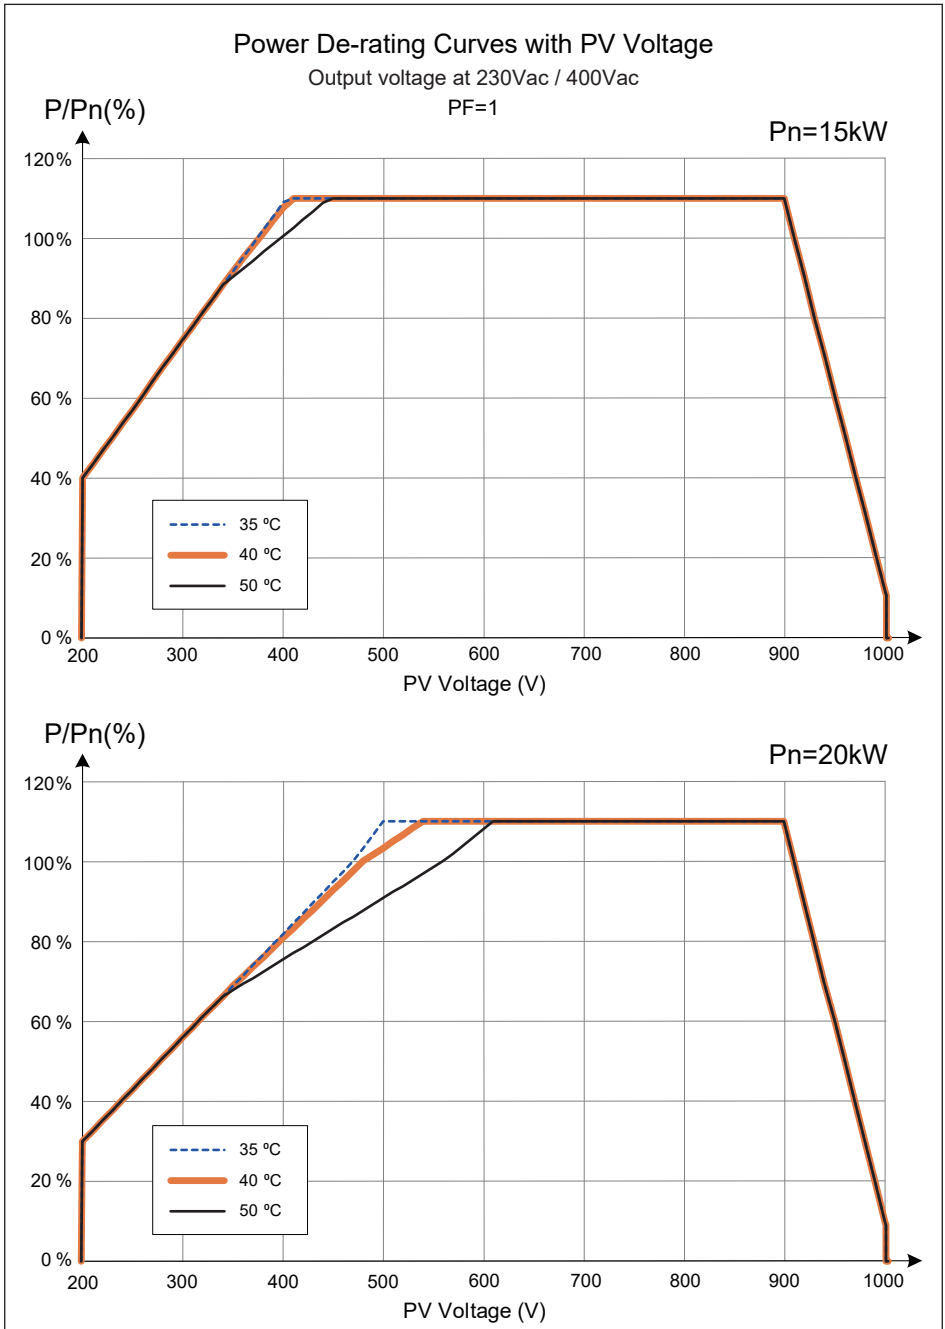 Power De-rating Curves with PV Voltage
Output voltage at 230Vac / 400Vac
PF=1
P/Pn(%)
Pn=15kW
120%
100%
80 %
60 %
40 %
20 %
0 %
35 ºC
40 ºC
50 ºC
200 300 400 500 600 700 800 900 1000
PV Voltage (V)
P/Pn(%)
Pn=20kW
120%
100%
80 %
60 %
40 %
20 %
0 %
35 ºC
40 ºC
50 ºC
200 300 400 500 600 700 800 900 1000
PV Voltage (V)